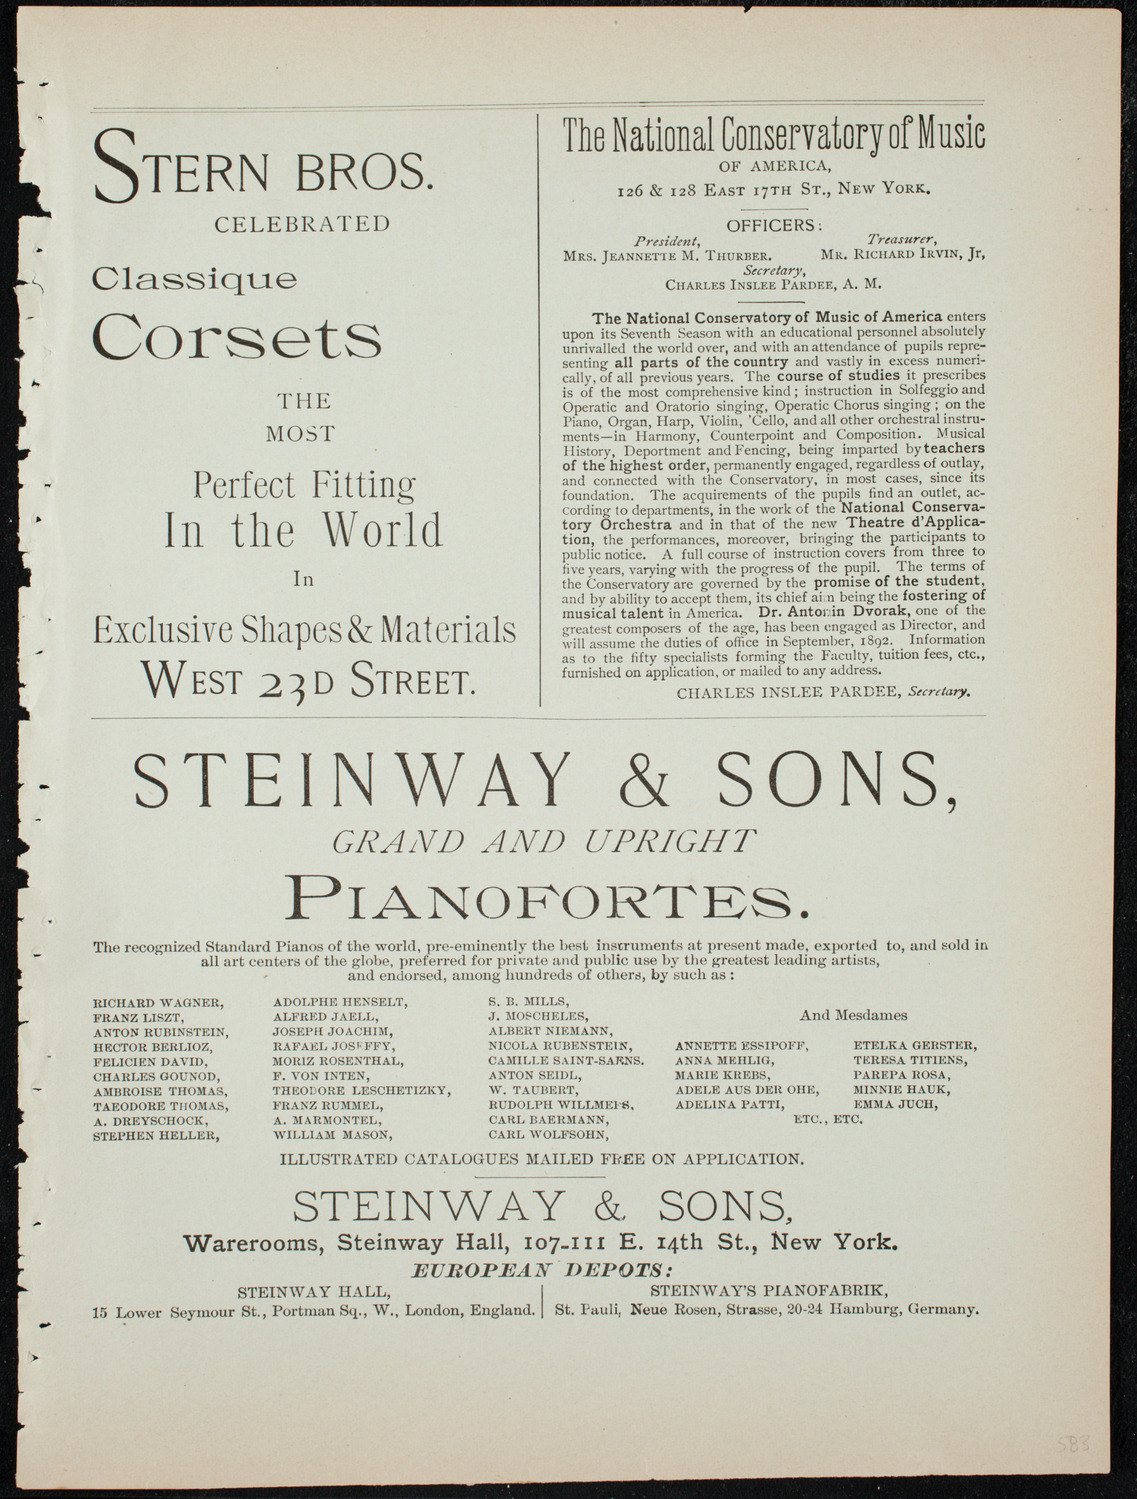 STERN BROS.
CELEBRATED
Classique
Corsets
THE
MOST
Perfect Fitting
In the World
In
Exclusive Shapes & Materials
WEST 23D STREET.
The National Conservatory of Music
OF AMERICA,
126 & 128 EAST 17TH ST., NEW YORK.
OFFICERS:
President, Treasurer,
MRS. JEANNETTE M. THURBER. MR. RICHARD IRVIN, Jr,
Secretary,
CHARLES INSLEE PARDEE, A. M.
The National Conservatory of Music of America enters
upon its Seventh Season with an educational personnel absolutely
unrivalled the world over, and with an attendance of pupils repre-
senting all parts of the country and vastly in excess numeri-
cally, of all previous years. The course of studies it prescribes
is of the most comprehensive kind; instruction in Solfeggio and
Operatic and Oratorio singing, Operatic Chorus singing; on the
Piano, Organ, Harp, Violin, 'Cello, and all other orchestral instru-
ments—in Harmony, Counterpoint and Composition. Musical
History, Deportment and Fencing, being imparted by teachers
of the highest order, permanently engaged, regardless of outlay,
and connected with the Conservatory, in most cases, since its
foundation. The acquirements of the pupils find an outlet, ac-
cording to departments, in the work of the National Conserva-
tory Orchestra and in that of the new Theatre d'Applica-
tion, the performances, moreover, bringing the participants to
public notice. A full course of instruction covers from three to
five years, varying with the progress of the pupil. The terms of
the Conservatory are governed by the promise of the student,
and by ability to accept them, its chief aim being the fostering of
musical talent in America. Dr. Antonin Dvorak, one of the
greatest composers of the age, has been engaged as Director, and
will assume the duties of office in September, 1892. Information
as to the fifty specialists forming the Faculty, tuition fees, etc.,
furnished on application, or mailed to any address.
CHARLES INSLEE PARDEE, Secretary.
STEINWAY & SONS,
GRAND AND UPRIGHT
PIANOFORTES.
The recognized Standard Pianos of the world, pre-eminently the best instruments at present made, exported to, and sold in
all art centers of the globe, preferred for private and public use by the greatest leading artists,
and endorsed, among hundreds of others, by such as:
RICHARD WAGNER,
FRANZ LISZT,
ANTON RUBINSTEIN,
HECTOR BERLIOZ,
FELICIEN DAVID,
CHARLES GOUNOD,
AMBROISE THOMAS,
TAEODORE THOMAS,
A. DREYSCHOCK,
STEPHEN HELLER,
ADOLPHE HENSELT,
ALFRED JAELL,
JOSEPH JOACHIM,
RAFAEL JOSEFFY,
MORIZ ROSENTHAL,
F. VON INTEN,
THEODORE LESCHETIZKY,
FRANZ RUMMEL,
A. MARMONTEL,
WILLIAM MASON,
S. B. MILLS,
J. MOSCHELES,
ALBERT NIEMANN,
NICOLA RUBENSTEIN,
CAMILLE SAINT-SARNS.
ANTON SEIDL,
W. TAUBERT,
RUDOLPH WILLMERS,
CARL BAERMANN,
CARL WOLFSOHN,
And Mesdames
ANNETTE ESSIPOFF,
ANNA MEHLIG,
MARIE KREBS,
ADELE AUS DER OHE,
ADELINA PATTI,
ETELKA GERSTER,
TERESA TITIENS,
PAREPA ROSA,
MINNIE HAUK,
EMMA JUCH,
ETC., ETC.
ILLUSTRATED CATALOGUES MAILED FREE ON APPLICATION.
STEINWAY & SONS,
Warerooms, Steinway Hall, 107-111 E. 14th St., New York.
EUROPEAN DEPOTS:
STEINWAY HALL,
15 Lower Seymour St., Portman Sq., W., London, England.
STEINWAY'S PIANOFABRIK,
St. Pauli, Neue Rosen, Strasse, 20-24 Hamburg, Germany.
583